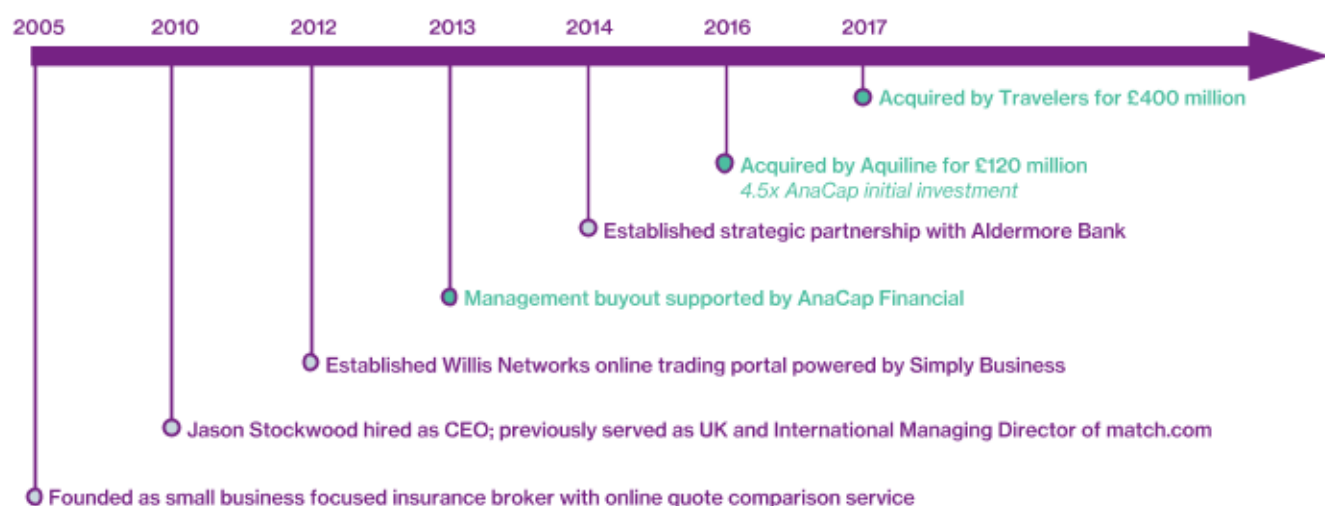 2005 2010 2012 2013 2014 2016 2017
Acquired by Travelers for £400 million
Acquired by Aquiline for £120 million
4.5x AnaCap initial investment
Established strategic partnership with Aldermore Bank
Management buyout supported by AnaCap Financial
Established Willis Networks online trading portal powered by Simply Business
Jason Stockwood hired as CEO; previously served as UK and International Managing Director of match.com
Founded as small business focused insurance broker with online quote comparison service